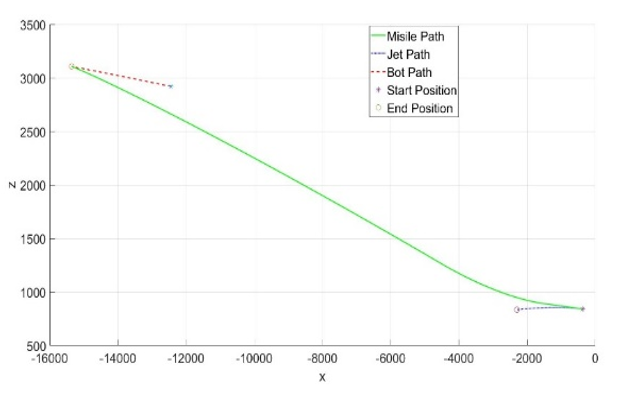 3500
3000
2500
2000
1500
1000
500
z
-16000 -14000 -12000 -10000 -8000 -6000 -4000 -2000 0
x
Misile Path
Jet Path
Bot Path
Start Position
End Position